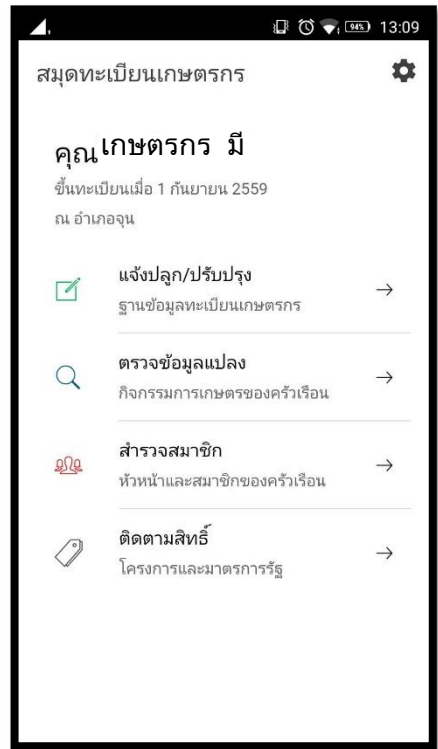 94% 13:09
สมุดทะเบียนเกษตรกร
คุณเกษตรกร มี
ขึ้นทะเบียนเมื่อ 1 กันยายน 2559
ณ อำเภอจุน
แจ้งปลูก/ปรับปรุง
ฐานข้อมูลทะเบียนเกษตรกร
ตรวจข้อมูลแปลง
กิจกรรมการเกษตรของครัวเรือน
สำรวจสมาชิก
หัวหน้าและสมาชิกของครัวเรือน
ติดตามสิทธิ์
โครงการและมาตรการรัฐ